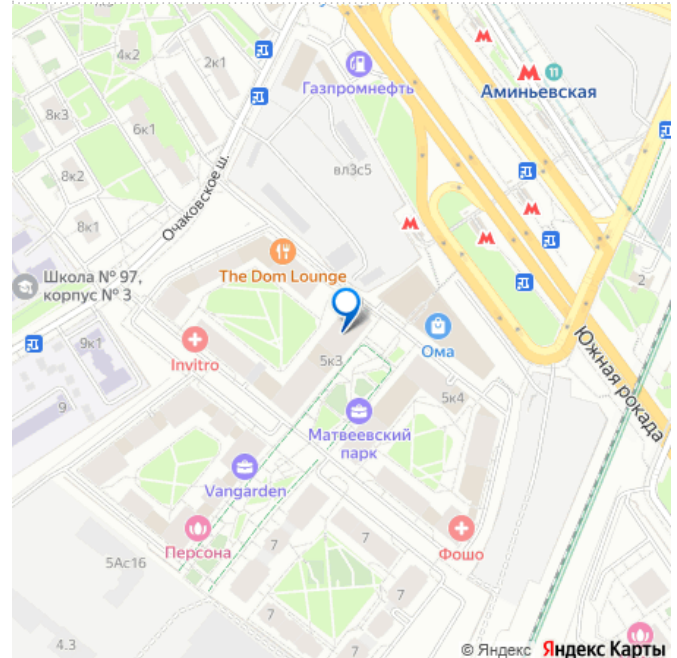 4к2
2к1
Газпромнефть
М
М 11
Аминьевская
8к3
6к1
вл3с5
8к2
Очаковское ш.
8к1
М
М
М
The Dom Lounge
Школа № 97,
корпус № 3
2
Ома
9к1
Invitro
5к3
Южная рокада
5к4
9
Матвеевский
парк
Vangarden
Персона
Фошо
7
5Ас16
7
7
7
4.3
© Яндекс Яндекс Карты